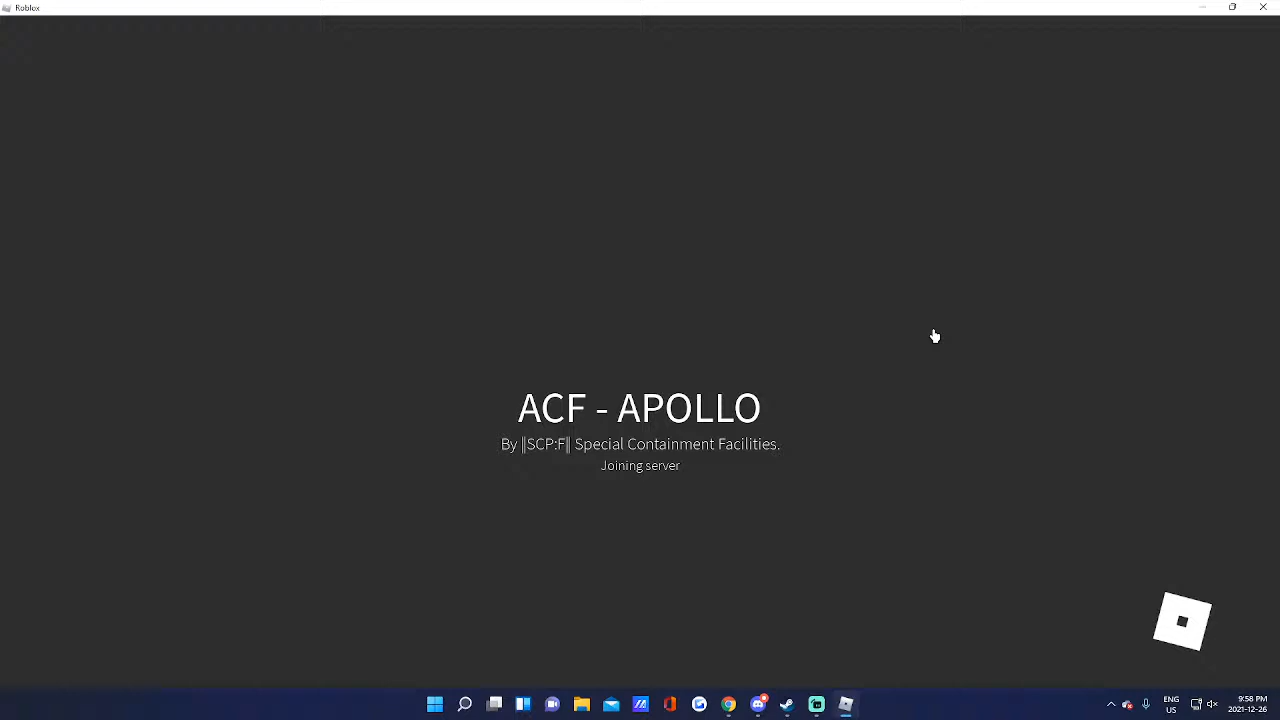 Roblox
ACF - APOLLO
By ║SCP:F║ Special Containment Facilities.
Joining server
ENG
US
9:58 PM
2021-12-26